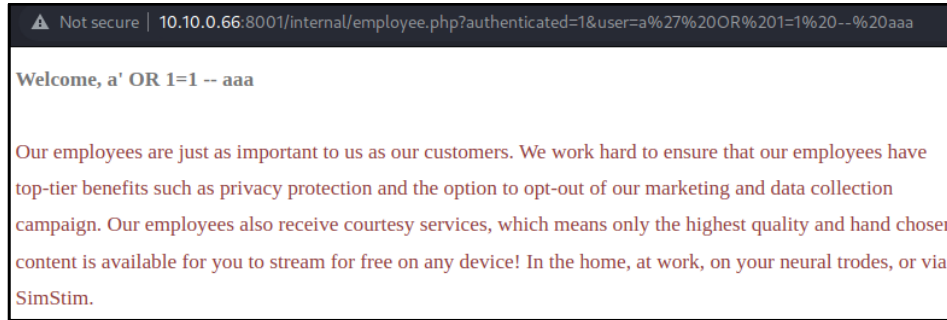 Not secure | 10.10.0.66:8001/internal/employee.php?authenticated=1&user=a%27%20OR%201=1%20--%20aaa
Welcome, a' OR 1=1 -- aaa
Our employees are just as important to us as our customers. We work hard to ensure that our employees have
top-tier benefits such as privacy protection and the option to opt-out of our marketing and data collection
campaign. Our employees also receive courtesy services, which means only the highest quality and hand chosen
content is available for you to stream for free on any device! In the home, at work, on your neural trodes, or via
SimStim.